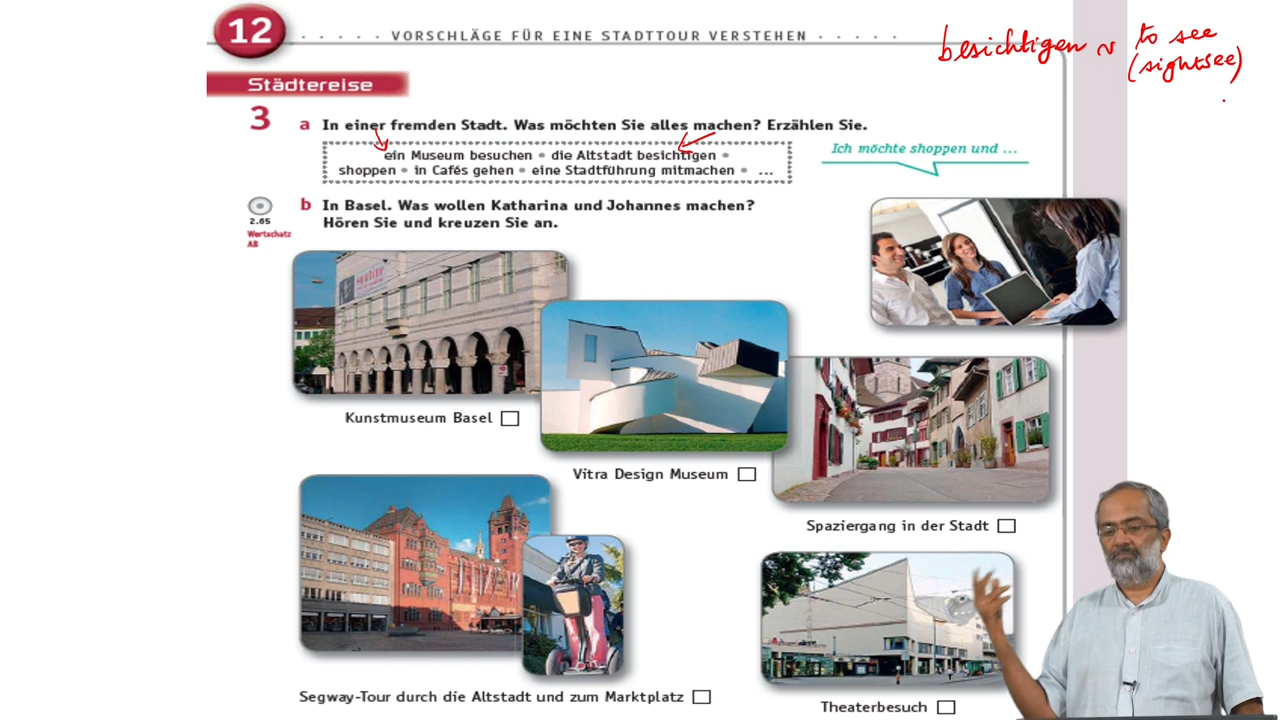 12
VORSCHLÄGE FÜR EINE STADTTOUR VERSTEHEN
besichtigen ~ to see
(sightsee)
Städtereise
3
a In einer fremden Stadt. Was möchten Sie alles machen? Erzählen Sie.
ein Museum besuchen • die Altstadt besichtigen •
shoppen • in Cafés gehen • eine Stadtführung mitmachen • ...
Ich möchte shoppen und ...
b In Basel. Was wollen Katharina und Johannes machen?
Hören Sie und kreuzen Sie an.
2.65
Wortschatz
AB
Kunstmuseum Basel
Vitra Design Museum
Spaziergang in der Stadt
Segway-Tour durch die Altstadt und zum Marktplatz
Theaterbesuch